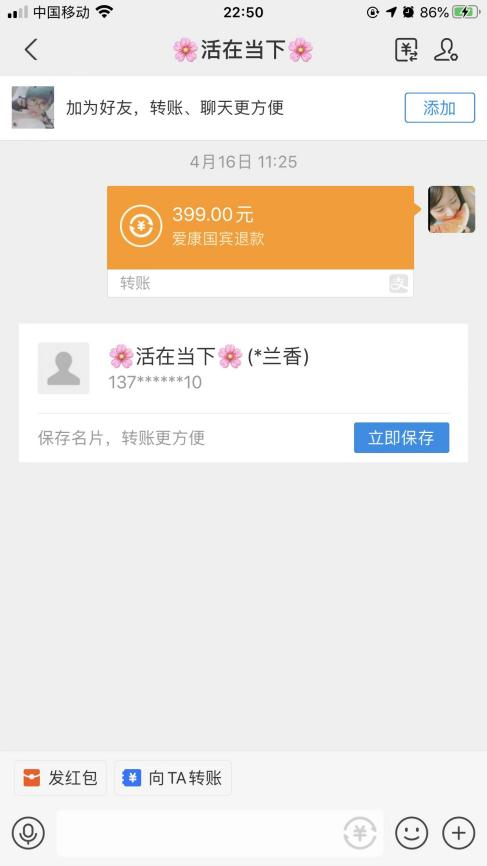 中国移动 22:50 86%
🌸活在当下🌸
加为好友，转账、聊天更方便 添加
4月16日 11:25
399.00元
爱康国宾退款
转账
🌸活在当下🌸 (*兰香)
137******10
保存名片，转账更方便 立即保存
发红包 向TA转账